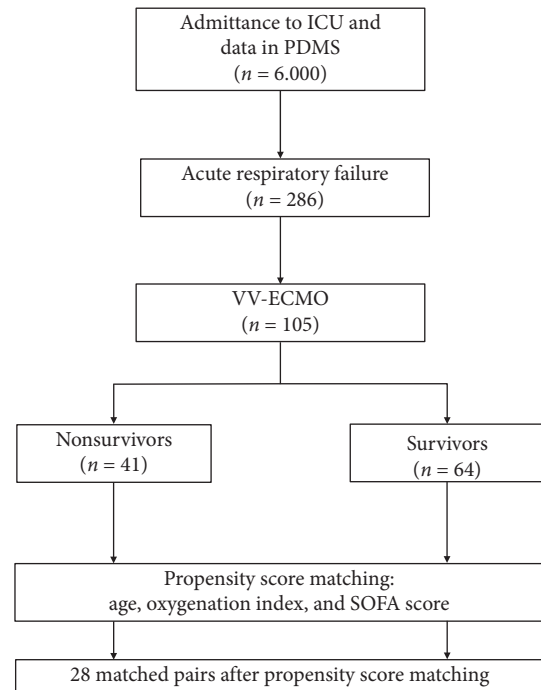 Admittance to ICU and
data in PDMS
(n = 6.000)
Acute respiratory failure
(n = 286)
VV-ECMO
(n = 105)
Nonsurvivors
(n = 41)
Survivors
(n = 64)
Propensity score matching:
age, oxygenation index, and SOFA score
28 matched pairs after propensity score matching